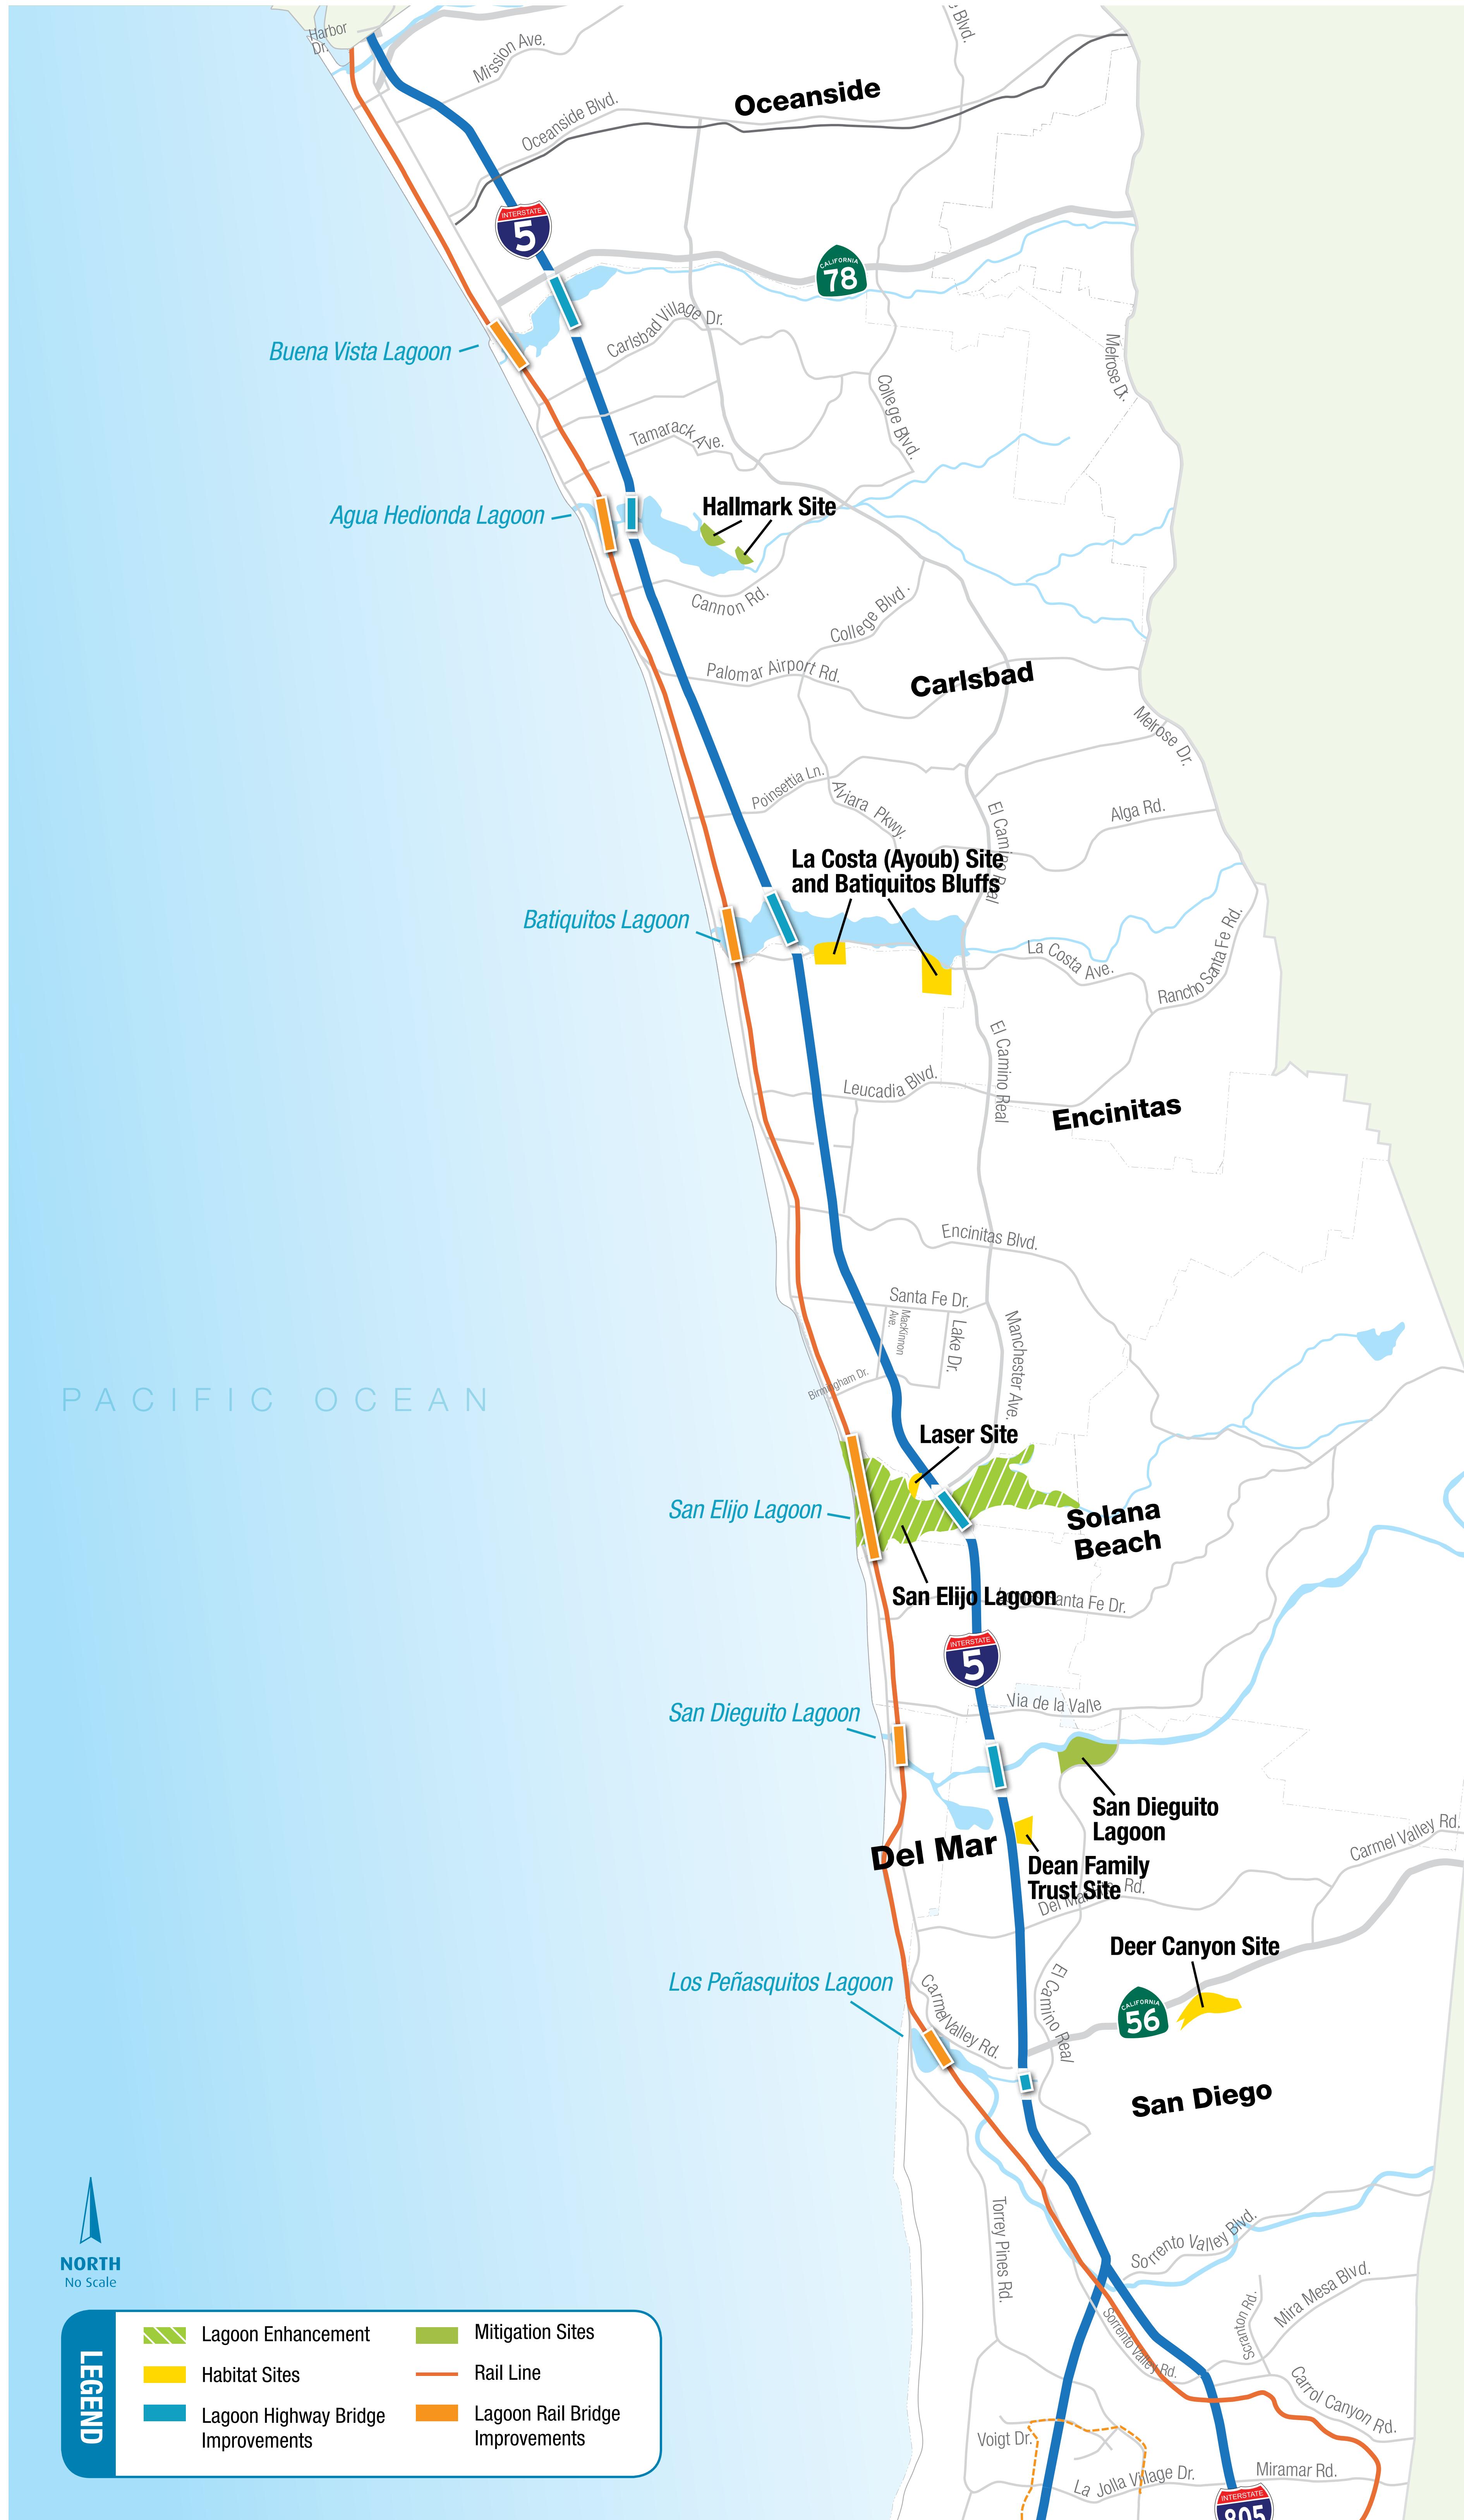 Harbor
Dr.
Mission Ave.
Blvd.
Oceanside
Oceanside Blvd.
INTERSTATE
5
CALIFORNIA
78
Carlsbad Village Dr.
Buena Vista Lagoon
Melrose Dr.
College Blvd.
Tamarack Ave.
Hallmark Site
Agua Hedionda Lagoon
Cannon Rd.
College Blvd.
Palomar Airport Rd.
Carlsbad
Melrose Dr.
Poinsettia Ln.
Aviara Pkwy.
El Camino Real
Alga Rd.
La Costa (Ayoub) Site
and Batiquitos Bluffs
Batiquitos Lagoon
La Costa Ave.
Rancho Santa Fe Rd.
El Camino Real
Leucadia Blvd.
Encinitas
Encinitas Blvd.
Santa Fe Dr.
MacKinnon
Ave.
Lake Dr.
Manchester Ave.
Birmingham Dr.
PACIFIC OCEAN
Laser Site
San Elijo Lagoon
Solana
Beach
San Elijo Lagoon
Santa Fe Dr.
INTERSTATE
5
Via de la Valle
San Dieguito Lagoon
San Dieguito
Lagoon
Del Mar
Dean Family
Trust Site
Del Mar Rd.
Carmel Valley Rd.
Deer Canyon Site
CALIFORNIA
56
Los Peñasquitos Lagoon
Carmel Valley Rd.
El Camino Real
San Diego
Torrey Pines Rd.
Sorrento Valley Blvd.
Mira Mesa Blvd.
Scranton Rd.
Sorrento Valley Rd.
Carrol Canyon Rd.
Voigt Dr.
La Jolla Village Dr.
Miramar Rd.
INTERSTATE
805
NORTH
No Scale
LEGEND
Lagoon Enhancement
Habitat Sites
Lagoon Highway Bridge
Improvements
Mitigation Sites
Rail Line
Lagoon Rail Bridge
Improvements